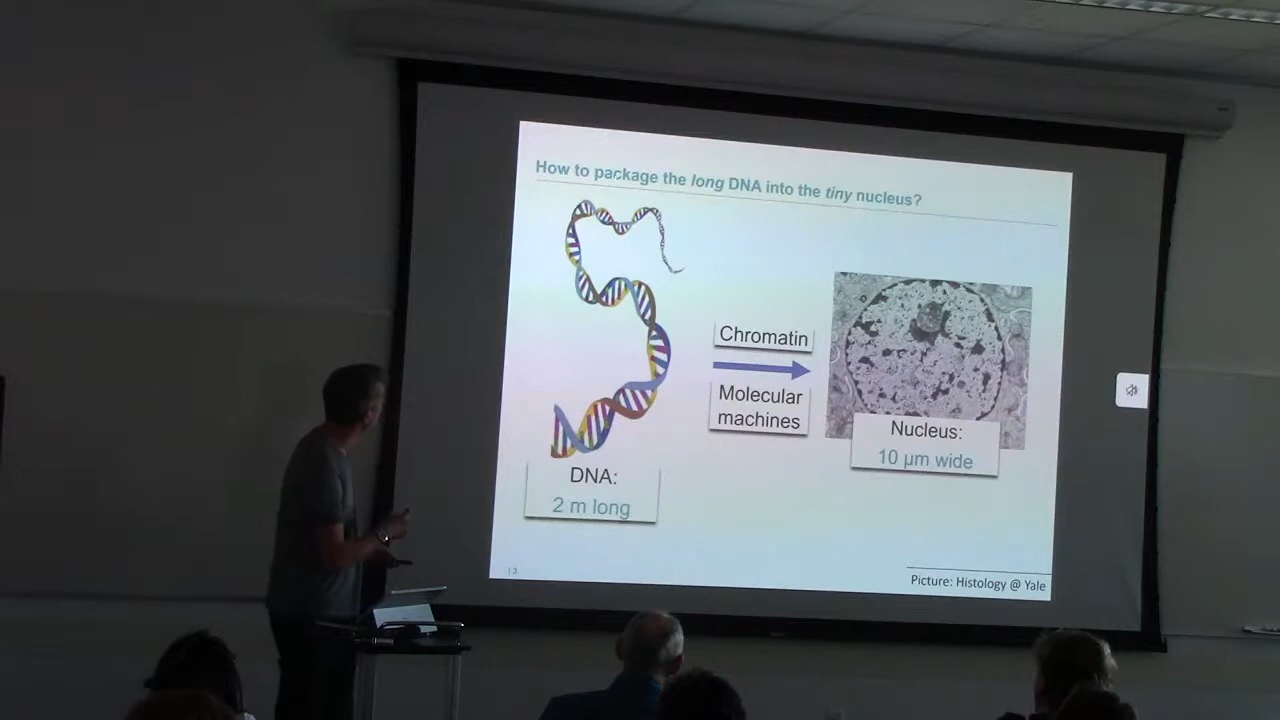 How to package the long DNA into the tiny nucleus?
Chromatin
Molecular
machines
DNA:
2 m long
Nucleus:
10 µm wide
| 3
Picture: Histology @ Yale